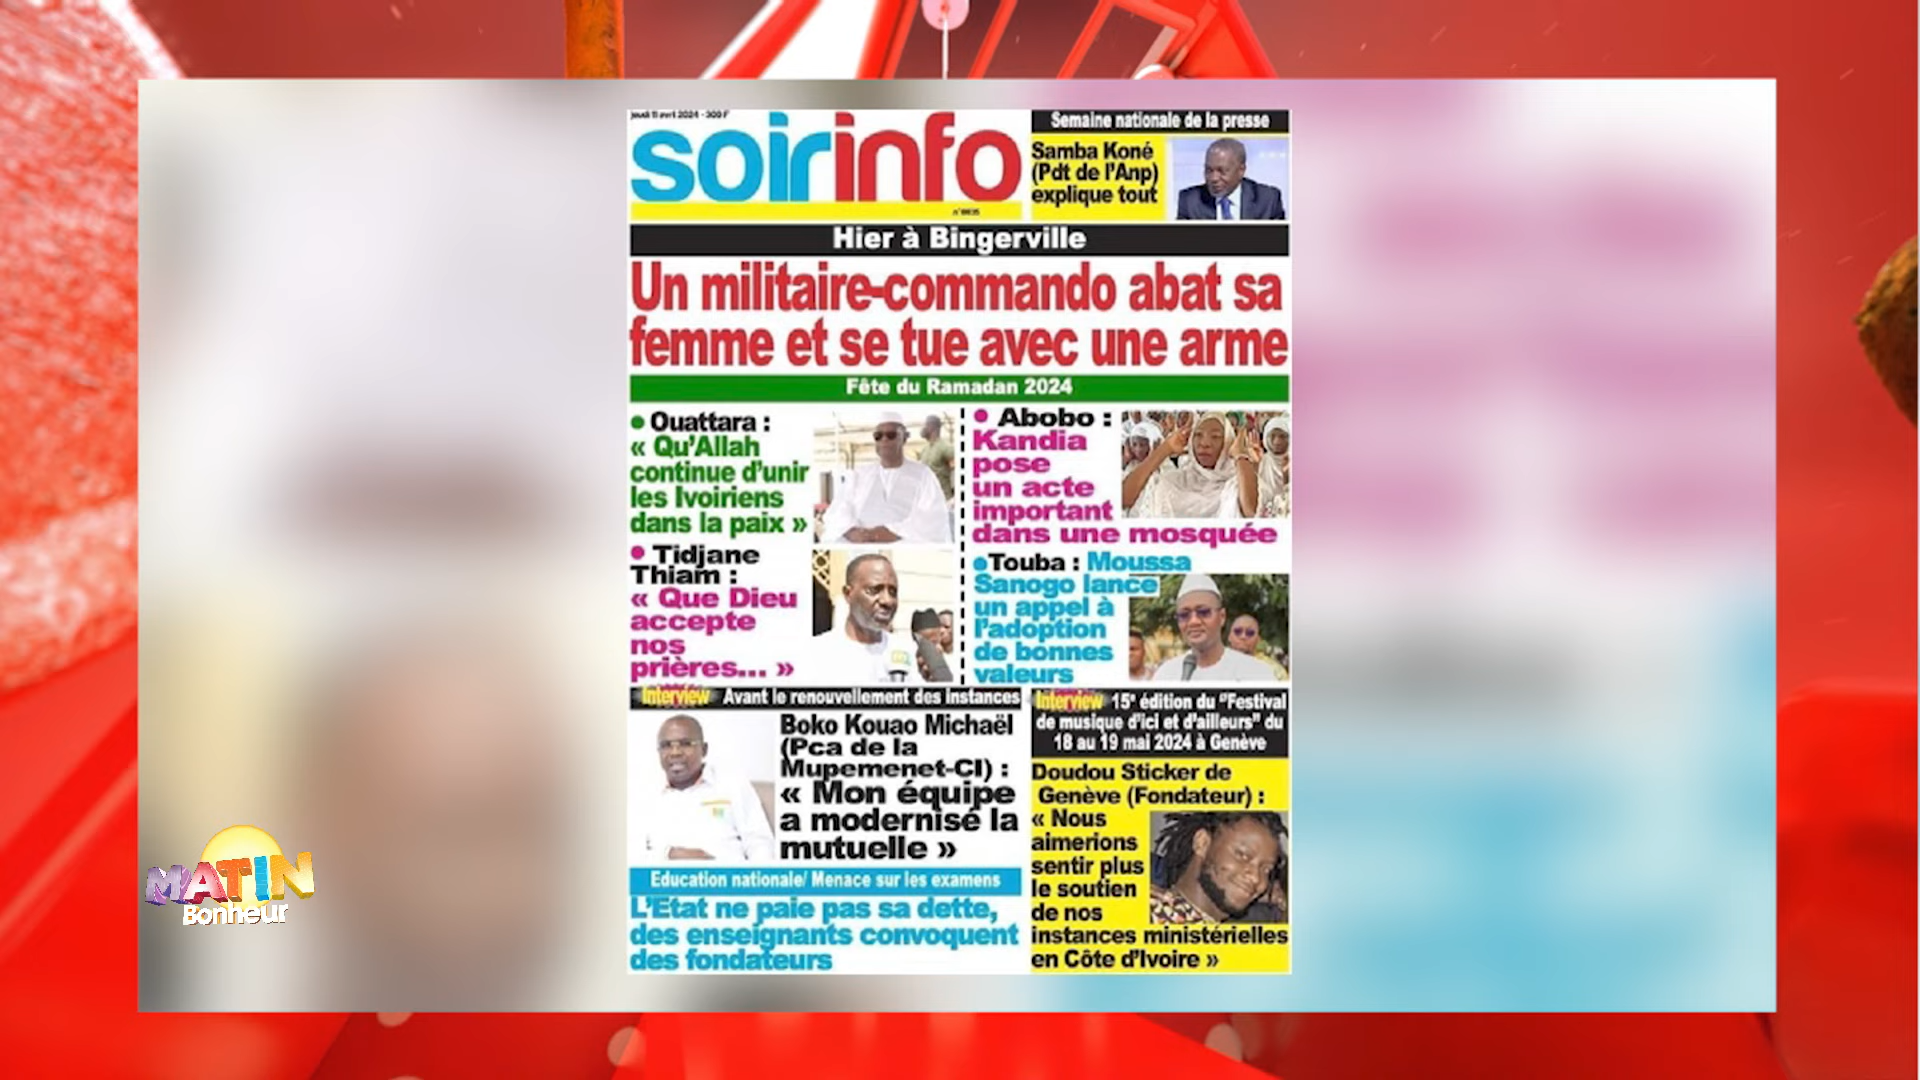 jeudi 11 avril 2024 - 300 F
soirinfo
Semaine nationale de la presse
Samba Koné
(Pdt de l'Anp)
explique tout
Hier à Bingerville
Un militaire-commando abat sa
femme et se tue avec une arme
Fête du Ramadan 2024
• Ouattara :
« Qu'Allah
continue d'unir
les Ivoiriens
dans la paix »
• Tidjane
Thiam :
« Que Dieu
accepte
nos
prières... »
• Abobo :
Kandia
pose
un acte
important
dans une mosquée
•Touba : Moussa
Sanogo lance
un appel à
l'adoption
de bonnes
valeurs
Interview Avant le renouvellement des instances
Boko Kouao Michaël
(Pca de la
Mupemenet-CI) :
« Mon équipe
a modernisé la
mutuelle »
Education nationale/ Menace sur les examens
L'Etat ne paie pas sa dette,
des enseignants convoquent
des fondateurs
Interview 15e édition du "Festival
de musique d'ici et d'ailleurs" du
18 au 19 mai 2024 à Genève
Doudou Sticker de
Genève (Fondateur) :
« Nous
aimerions
sentir plus
le soutien
de nos
instances ministérielles
en Côte d'Ivoire »
MATIN
Bonheur